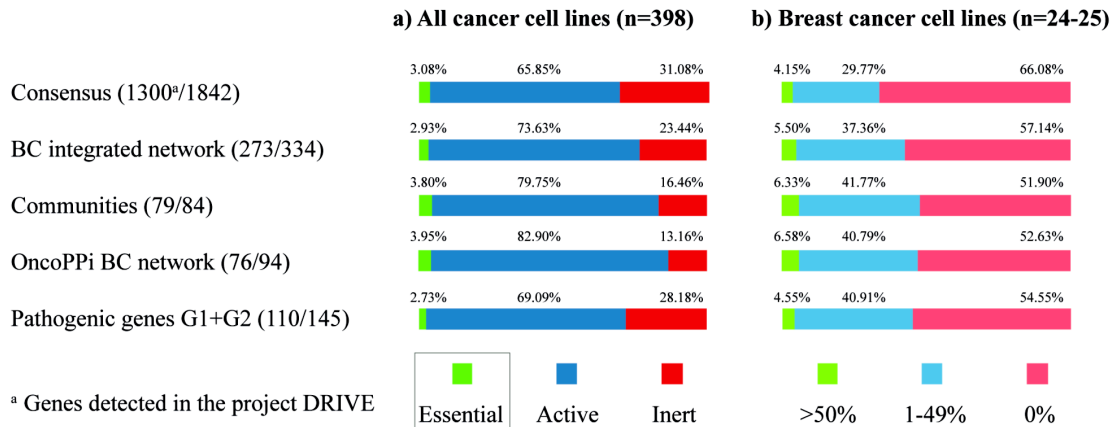 a) All cancer cell lines (n=398) b) Breast cancer cell lines (n=24-25)
3.08% 65.85% 31.08% 4.15% 29.77% 66.08%
Consensus (1300ᵃ/1842)
2.93% 73.63% 23.44% 5.50% 37.36% 57.14%
BC integrated network (273/334)
3.80% 79.75% 16.46% 6.33% 41.77% 51.90%
Communities (79/84)
3.95% 82.90% 13.16% 6.58% 40.79% 52.63%
OncoPPi BC network (76/94)
2.73% 69.09% 28.18% 4.55% 40.91% 54.55%
Pathogenic genes G1+G2 (110/145)
ᵃ Genes detected in the project DRIVE
Essential Active Inert >50% 1-49% 0%